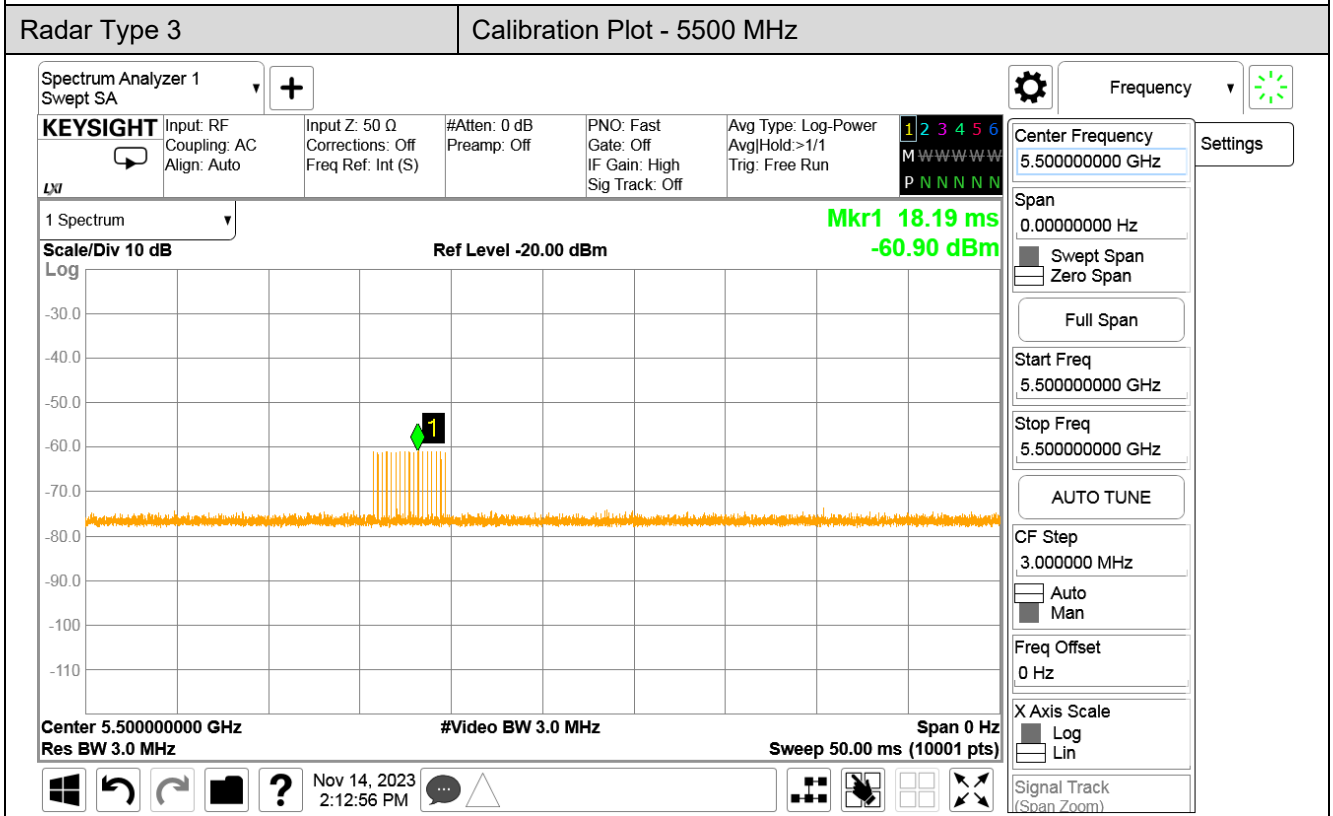 Radar Type 3
Calibration Plot - 5500 MHz
Spectrum Analyzer 1
Swept SA
Frequency
KEYSIGHT
LXI
Input: RF
Coupling: AC
Align: Auto
Input Z: 50 Ω
Corrections: Off
Freq Ref: Int (S)
#Atten: 0 dB
Preamp: Off
PNO: Fast
Gate: Off
IF Gain: High
Sig Track: Off
Avg Type: Log-Power
Avg|Hold:>1/1
Trig: Free Run
1 2 3 4 5 6
M W W W W W
P N N N N N
1 Spectrum
Mkr1 18.19 ms
-60.90 dBm
Scale/Div 10 dB
Ref Level -20.00 dBm
Log
-30.0
-40.0
-50.0
-60.0
-70.0
-80.0
-90.0
-100
-110
1
Center 5.500000000 GHz
#Video BW 3.0 MHz
Span 0 Hz
Res BW 3.0 MHz
Sweep 50.00 ms (10001 pts)
Center Frequency
5.500000000 GHz
Settings
Span
0.00000000 Hz
Swept Span
Zero Span
Full Span
Start Freq
5.500000000 GHz
Stop Freq
5.500000000 GHz
AUTO TUNE
CF Step
3.000000 MHz
Auto
Man
Freq Offset
0 Hz
X Axis Scale
Log
Lin
Signal Track
(Span Zoom)
?
Nov 14, 2023
2:12:56 PM